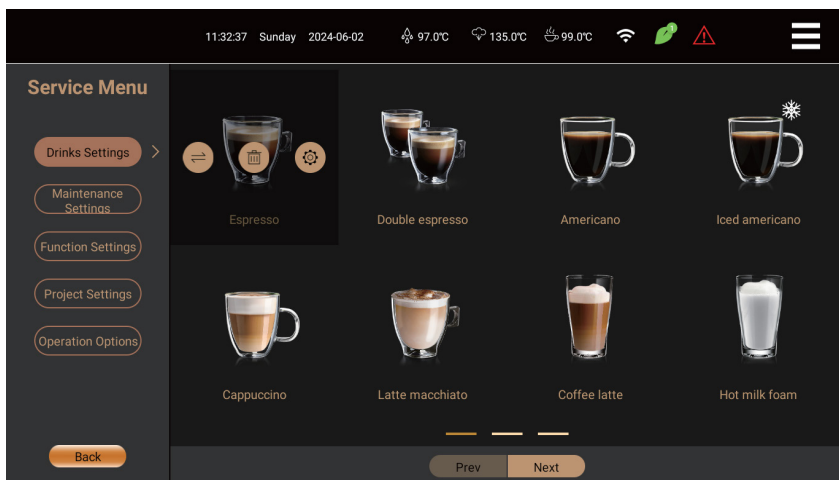 11:32:37 Sunday 2024-06-02 97.0℃ 135.0℃ 99.0℃ 1
Service Menu
Drinks Settings >
Maintenance
Settings
Function Settings
Project Settings
Operation Options
Back
Espresso Double espresso Americano Iced americano
Cappuccino Latte macchiato Coffee latte Hot milk foam
Prev Next